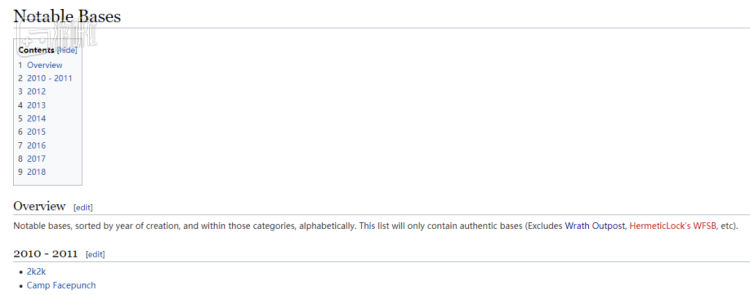 Notable Bases
Contents [hide]
1 Overview
2 2010 - 2011
3 2012
4 2013
5 2014
6 2015
7 2016
8 2017
9 2018
Overview [edit]
Notable bases, sorted by year of creation, and within those categories, alphabetically. This list will only contain authentic bases (Excludes Wrath Outpost, HermeticLock's WFSB, etc).
2010 - 2011 [edit]
• 2k2k
• Camp Facepunch